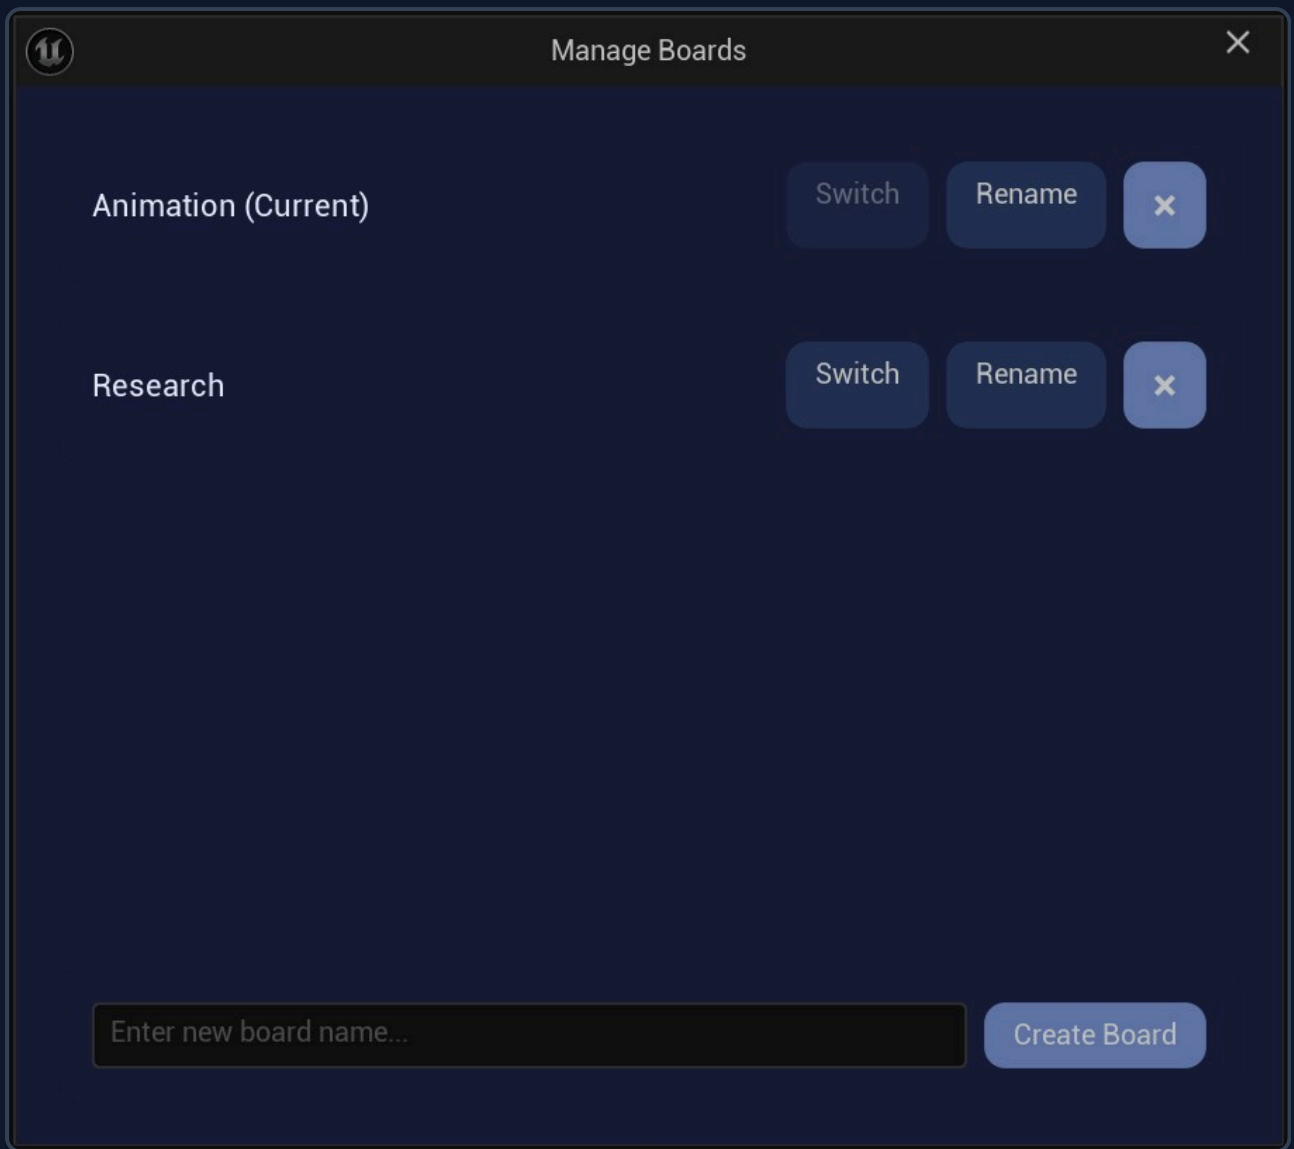 Manage Boards
Animation (Current) Switch Rename
Research Switch Rename
Enter new board name... Create Board